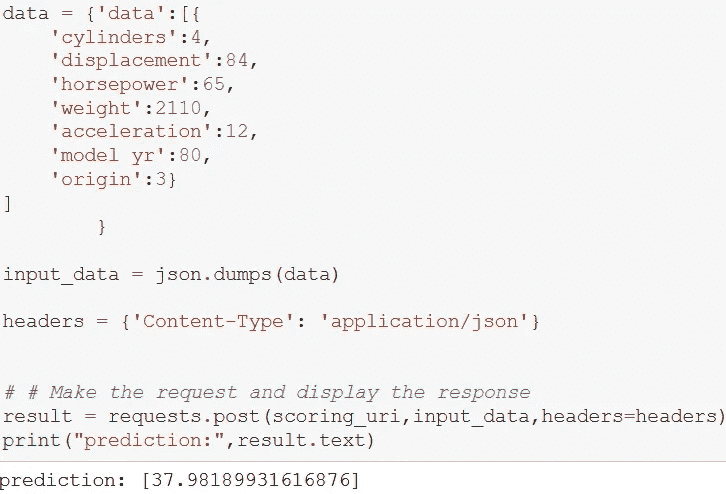 data = {'data':[{
    'cylinders':4,
    'displacement':84,
    'horsepower':65,
    'weight':2110,
    'acceleration':12,
    'model yr':80,
    'origin':3}
]
        }
input_data = json.dumps(data)
headers = {'Content-Type': 'application/json'}
# # Make the request and display the response
result = requests.post(scoring_uri,input_data,headers=headers)
print("prediction:",result.text)
prediction: [37.98189931616876]